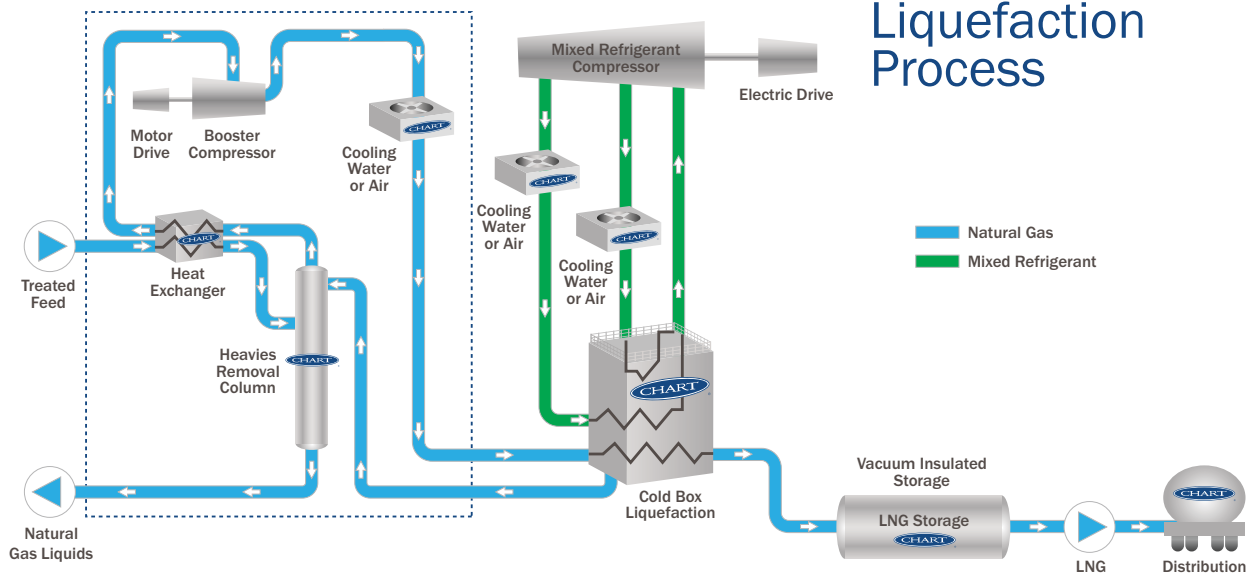 Liquefaction
Process
Mixed Refrigerant
Compressor
Electric Drive
Motor
Drive
Booster
Compressor
Cooling
Water
or Air
CHART
Cooling
Water
or Air
CHART
Cooling
Water
or Air
CHART
Natural Gas
Mixed Refrigerant
Treated
Feed
CHART
Heat
Exchanger
Heavies
Removal
Column
CHART
CHART
Cold Box
Liquefaction
Natural
Gas Liquids
Vacuum Insulated
Storage
LNG Storage
CHART
LNG
CHART
Distribution